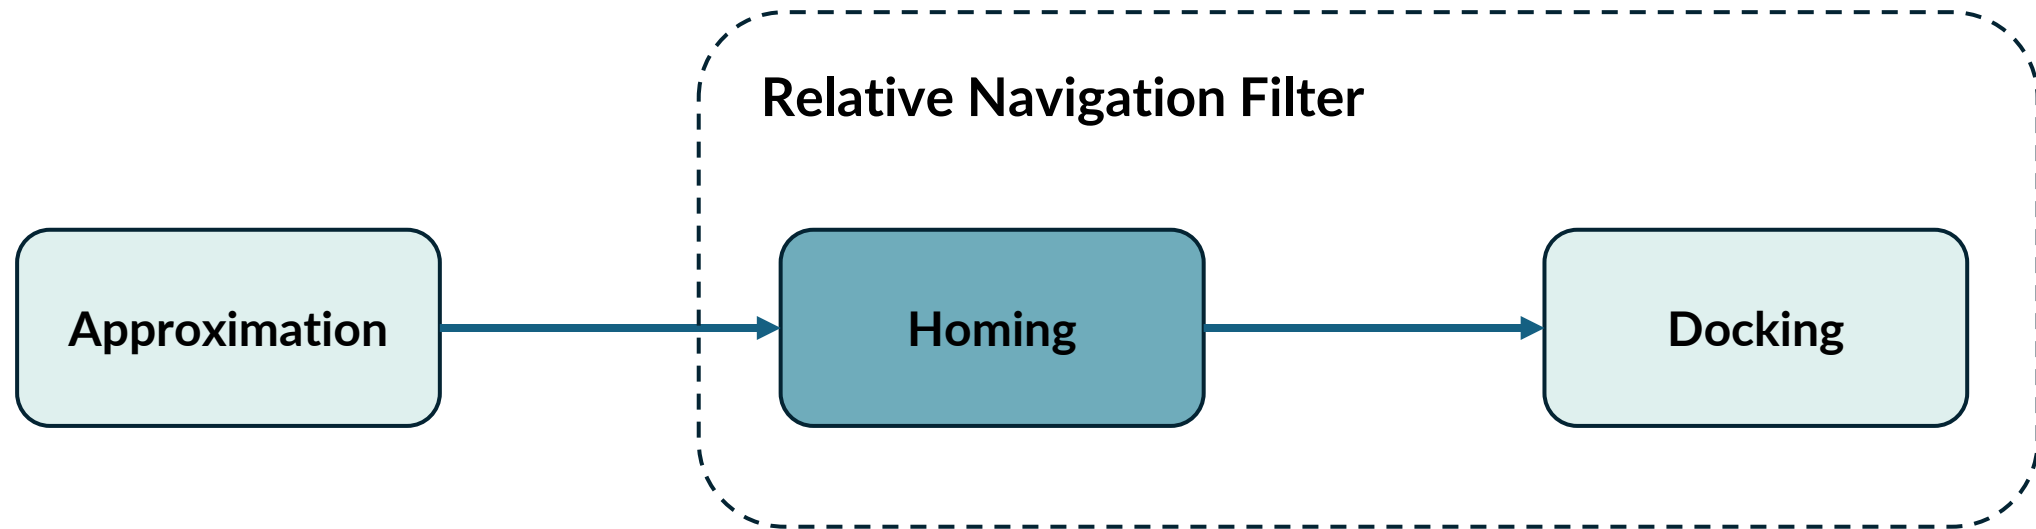 Relative Navigation Filter
Approximation
Homing
Docking